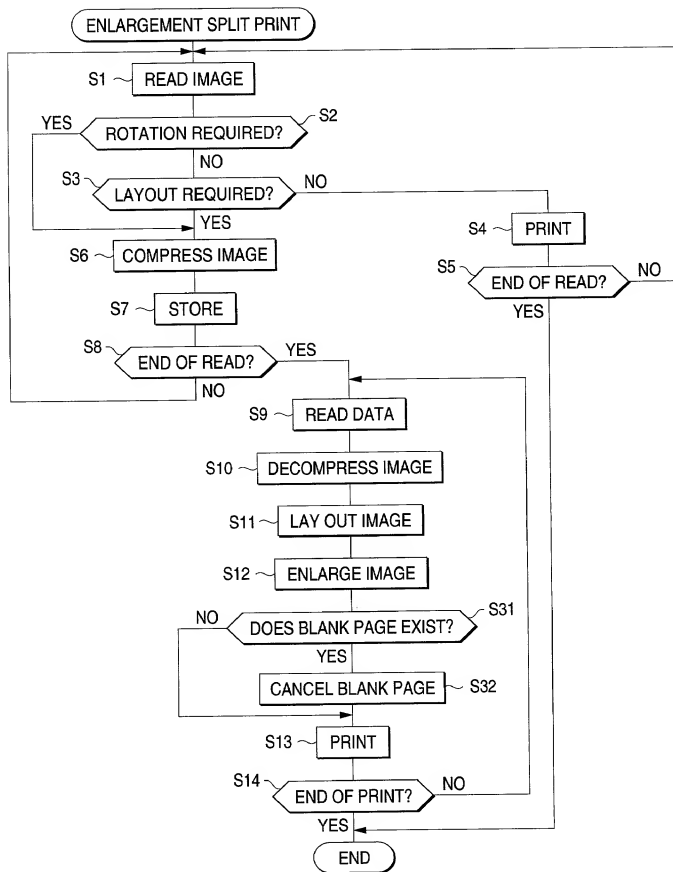 ENLARGEMENT SPLIT PRINT
S1 READ IMAGE
YES ROTATION REQUIRED? S2
NO
S3 LAYOUT REQUIRED? NO
YES
S4 PRINT
S6 COMPRESS IMAGE
S5 END OF READ? NO
YES
S7 STORE
S8 END OF READ? YES
NO
S9 READ DATA
S10 DECOMPRESS IMAGE
S11 LAY OUT IMAGE
S12 ENLARGE IMAGE
NO DOES BLANK PAGE EXIST? S31
YES
CANCEL BLANK PAGE S32
S13 PRINT
S14 END OF PRINT? NO
YES
END